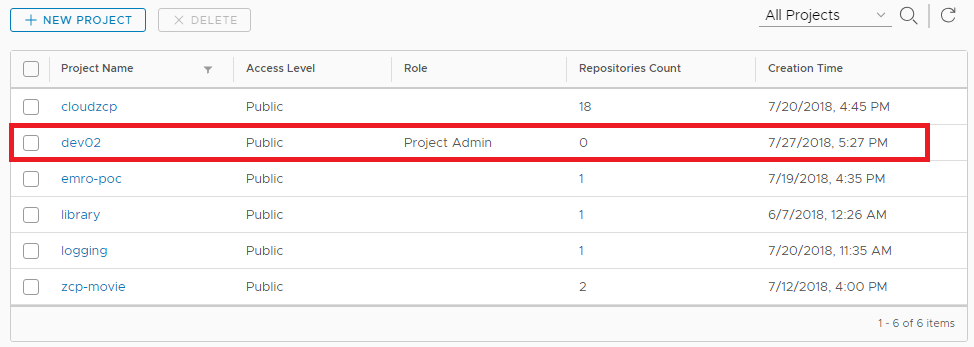 + NEW PROJECT × DELETE All Projects
Project Name Access Level Role Repositories Count Creation Time
cloudzcp Public 18 7/20/2018, 4:45 PM
dev02 Public Project Admin 0 7/27/2018, 5:27 PM
emro-poc Public 1 7/19/2018, 4:35 PM
library Public 1 6/7/2018, 12:26 AM
logging Public 1 7/20/2018, 11:35 AM
zcp-movie Public 2 7/12/2018, 4:00 PM
1 - 6 of 6 items